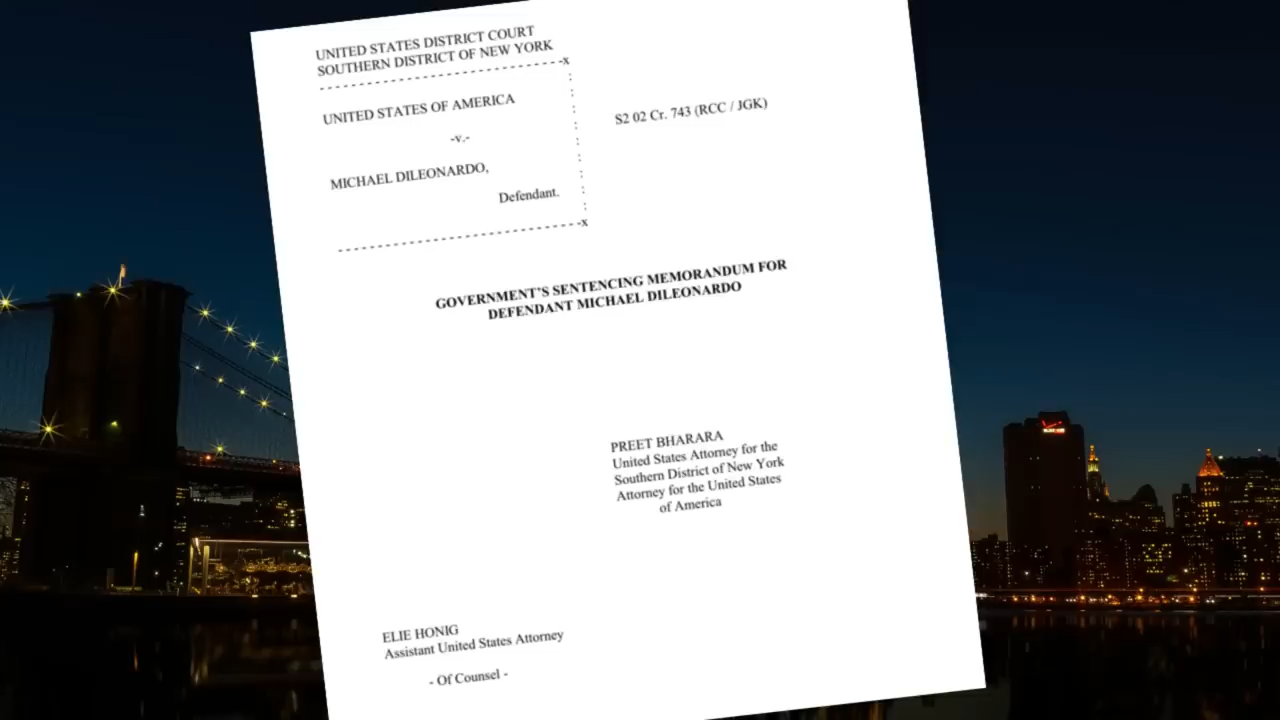 UNITED STATES DISTRICT COURT
SOUTHERN DISTRICT OF NEW YORK
- - - - - - - - - - - - - - - - - - - - - - - - - - - - - - - - - - -x
UNITED STATES OF AMERICA
-v.-
MICHAEL DILEONARDO,
Defendant.
- - - - - - - - - - - - - - - - - - - - - - - - - - - - - - - - - - -x
S2 02 Cr. 743 (RCC / JGK)
GOVERNMENT'S SENTENCING MEMORANDUM FOR
DEFENDANT MICHAEL DILEONARDO
PREET BHARARA
United States Attorney for the
Southern District of New York
Attorney for the United States
of America
ELIE HONIG
Assistant United States Attorney
- Of Counsel -